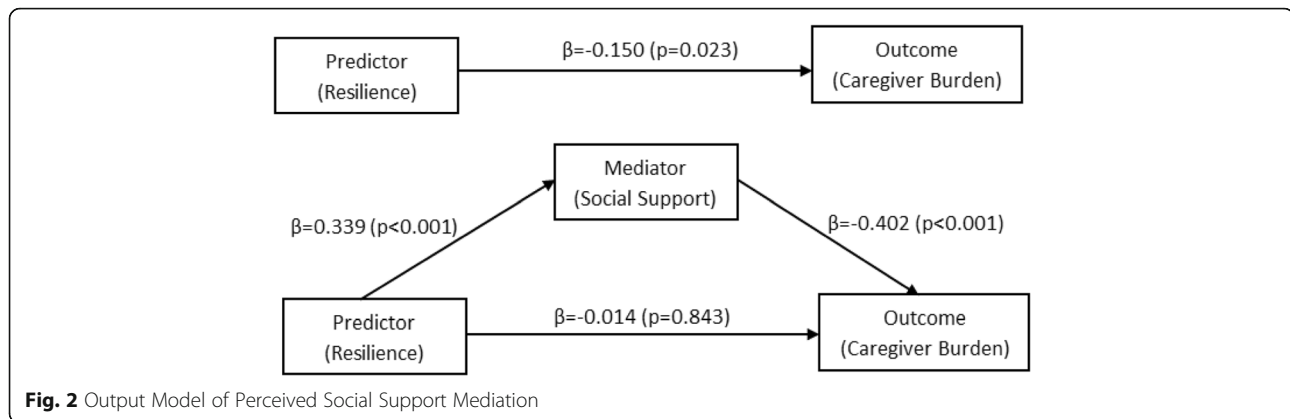 Predictor
(Resilience)
β=-0.150 (p=0.023)
Outcome
(Caregiver Burden)
Mediator
(Social Support)
β=0.339 (p<0.001)
β=-0.402 (p<0.001)
Predictor
(Resilience)
β=-0.014 (p=0.843)
Outcome
(Caregiver Burden)
Fig. 2 Output Model of Perceived Social Support Mediation